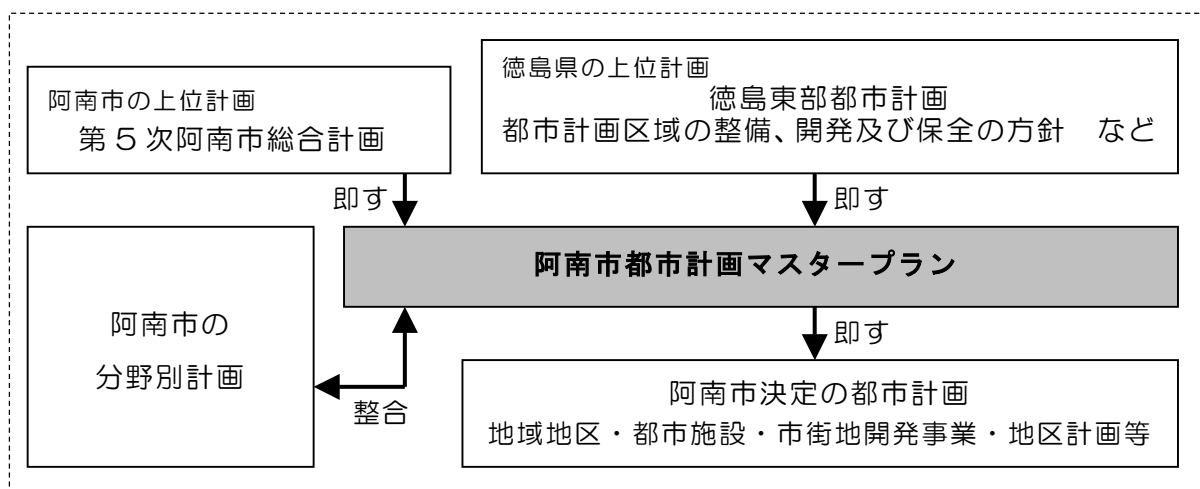 阿南市の上位計画
第5次阿南市総合計画
徳島県の上位計画
徳島東部都市計画
都市計画区域の整備、開発及び保全の方針 など
即す
即す
阿南市都市計画マスタープラン
阿南市の
分野別計画
整合
即す
阿南市決定の都市計画
地域地区・都市施設・市街地開発事業・地区計画等